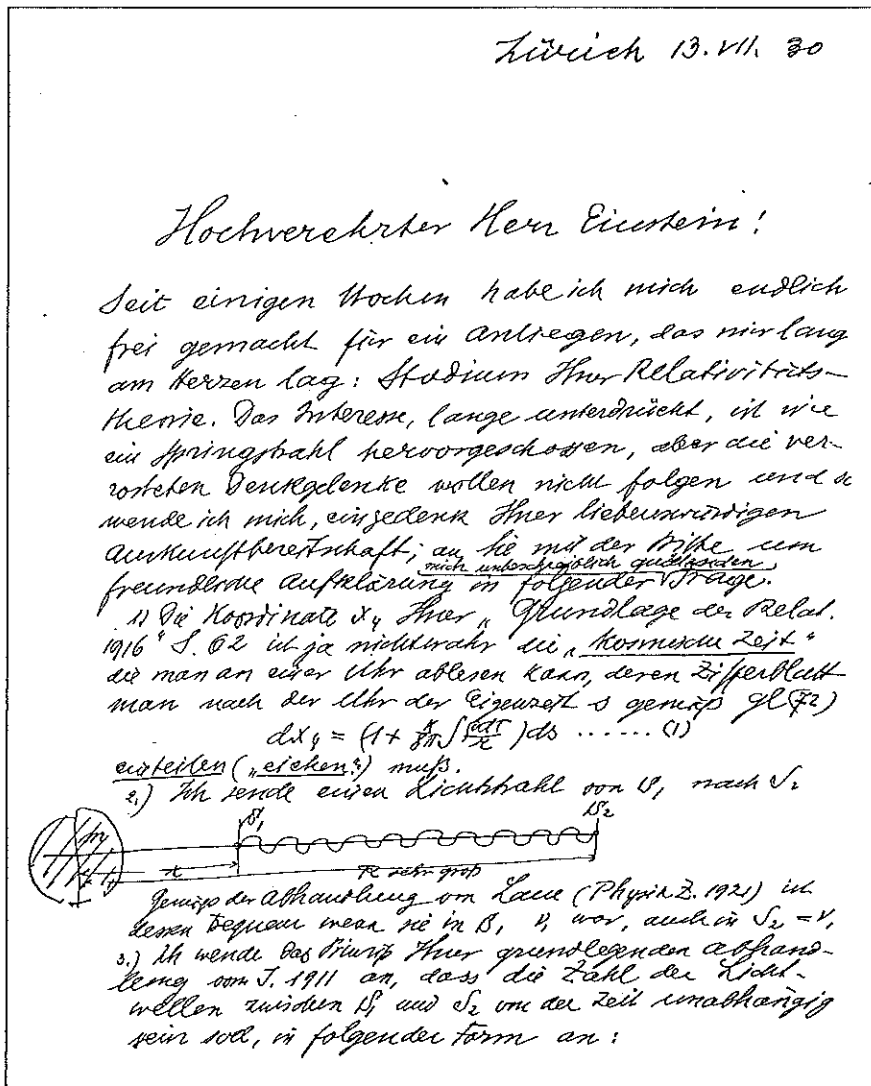 Zürich 13. VII. 30
Hochverehrter Herr Einstein!
Seit einigen Wochen habe ich mich endlich
frei gemacht für ein Anliegen, das mir lang
am Herzen lag: Studium Ihrer Relativitäts-
theorie. Das Interesse, lange unterdrückt, ist wie
ein Springstrahl hervorgeschossen, aber die ver-
rosteten Denkgelenke wollen nicht folgen und so
wende ich mich, eingedenk Ihrer liebenswürdigen
Auskunftbereitschaft, an Sie mit der Bitte um
mich unbeschreiblich quälenden
freundliche Aufklärung in folgender Frage.
1) Die Koordinate x₄ Ihrer „Grundlage der Relat.
1916" S. 62 ist ja nichtwahr die „Kosmische Zeit"
die man an einer Uhr ablesen kann, deren Zifferblatt
man nach der Uhr der Eigenzeit s gemäß gl (72)
dx₄ = (1 + κ/8π ∫ σdτ/r) ds ...... (1)
einteilen („eichen") muß.
2.) Ich sende einen Lichtstrahl von S₁ nach S₂
S₁ S₂
r R sehr groß
Gemäß der Abhandlung von Laue (Physik Z. 1921) ist
dessen Frequenz wenn sie in S₁ ν₁ war, auch in S₂ = ν₁
3.) Ich wende das Prinzip Ihrer grundlegenden Abhand-
lung vom J. 1911 an, dass die Zahl der Licht-
wellen zwischen S₁ und S₂ von der Zeit unabhängig
sein soll, in folgender Form an: